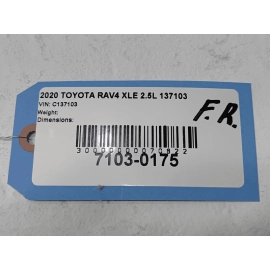 2020 TOYOTA RAV4 XLE 2.5L 137103
VIN: C137103
Weight:
Dimensions:
F.R.
7103-0175